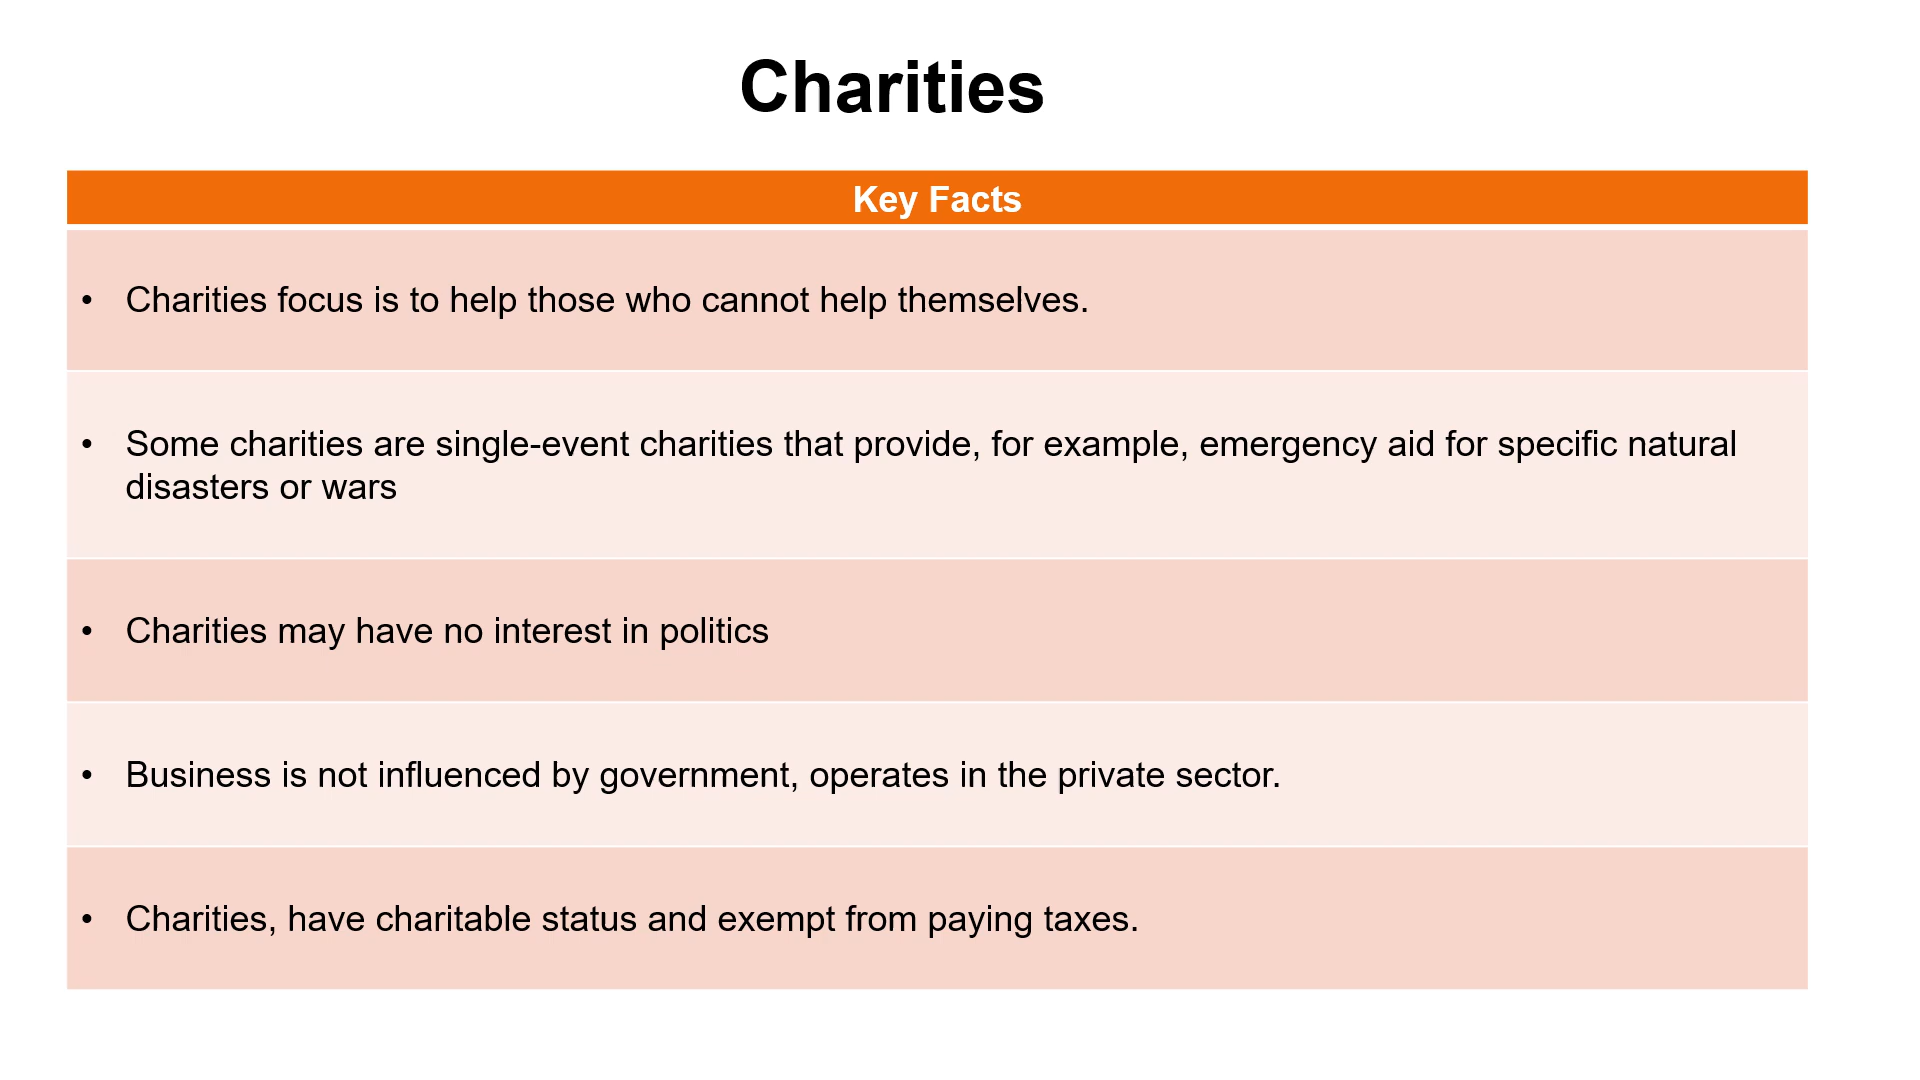 Charities
Key Facts
• Charities focus is to help those who cannot help themselves.
• Some charities are single-event charities that provide, for example, emergency aid for specific natural
disasters or wars
• Charities may have no interest in politics
• Business is not influenced by government, operates in the private sector.
• Charities, have charitable status and exempt from paying taxes.